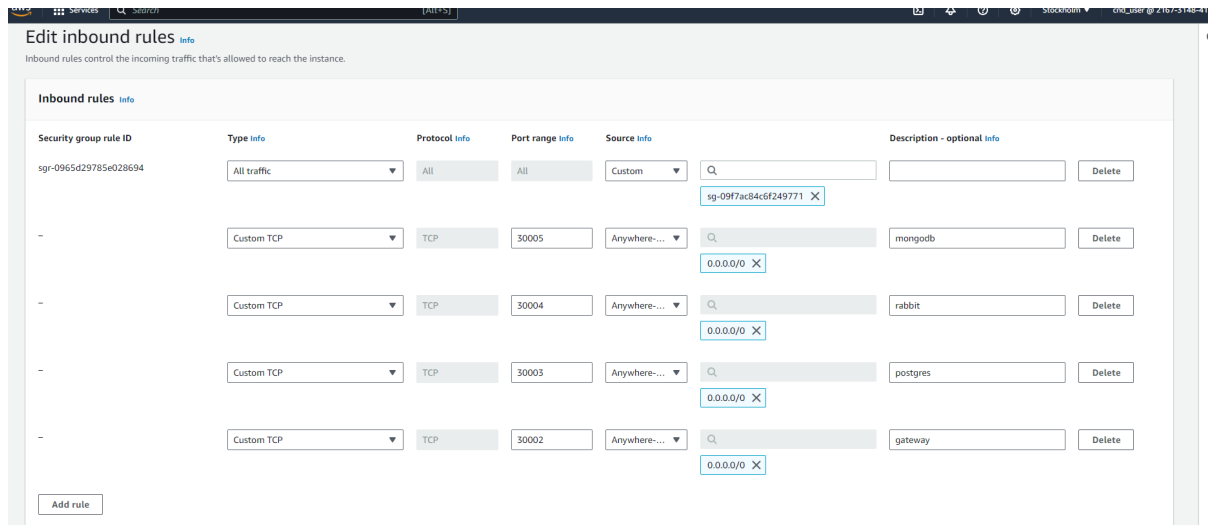 aws Services Search [Alt+S] Stockholm cnd_user @ 2167-3148-41
Edit inbound rules Info
Inbound rules control the incoming traffic that's allowed to reach the instance.
Inbound rules Info
Security group rule ID Type Info Protocol Info Port range Info Source Info Description - optional Info
sgr-0965d29785e028694 All traffic All All Custom Delete
sg-09f7ac84c6f249771
– Custom TCP TCP 30005 Anywhere-... mongodb Delete
0.0.0.0/0
– Custom TCP TCP 30004 Anywhere-... rabbit Delete
0.0.0.0/0
– Custom TCP TCP 30003 Anywhere-... postgres Delete
0.0.0.0/0
– Custom TCP TCP 30002 Anywhere-... gateway Delete
0.0.0.0/0
Add rule